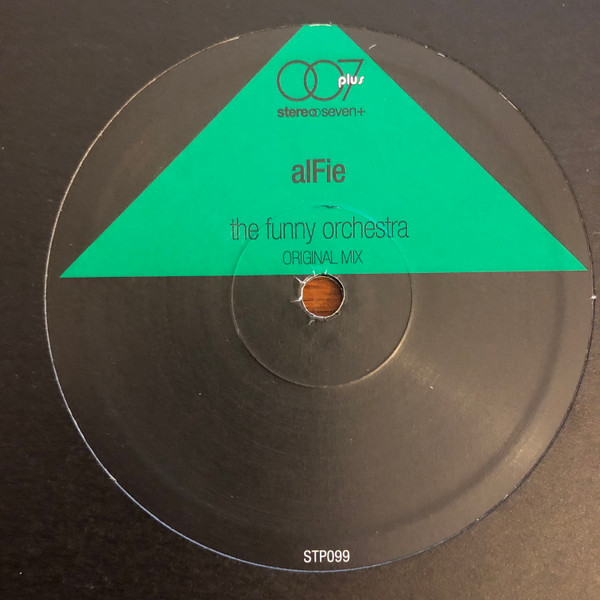 007
plus
stereo seven+
alFie
the funny orchestra
ORIGINAL MIX
STP099